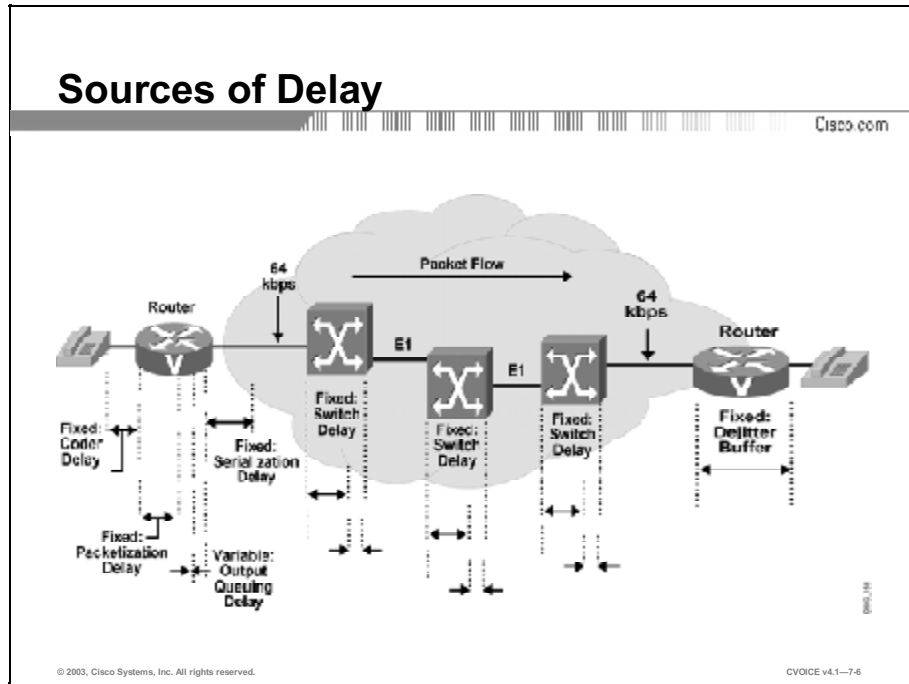 Sources of Delay
Cisco.com
64
kbps
Packet Flow
64
kbps
Router
Router
E1
E1
V
V
Fixed:
Coder
Delay
Fixed:
Serialization
Delay
Fixed:
Switch
Delay
Fixed:
Switch
Delay
Fixed:
Switch
Delay
Fixed:
Dejitter
Buffer
Fixed:
Packetization
Delay
Variable:
Output
Queuing
Delay
© 2003, Cisco Systems, Inc. All rights reserved.
CVOICE v4.1—7-6